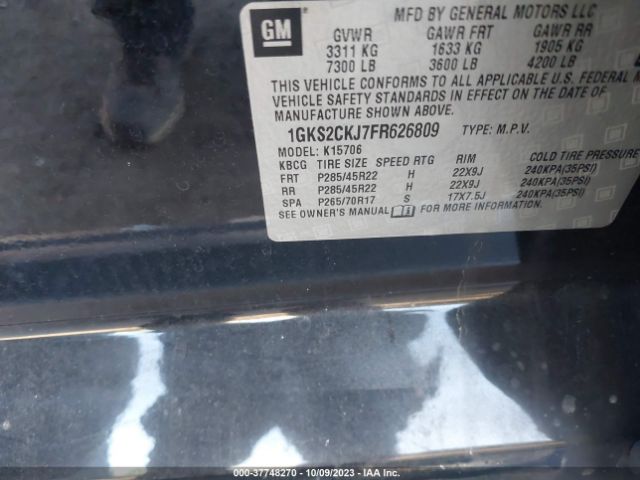 MFD BY GENERAL MOTORS LLC
GM
GVWR GAWR FRT GAWR RR
3311 KG 1633 KG 1905 KG
7300 LB 3600 LB 4200 LB
THIS VEHICLE CONFORMS TO ALL APPLICABLE U.S. FEDERAL
VEHICLE SAFETY STANDARDS IN EFFECT ON THE DATE OF
MANUFACTURE SHOWN ABOVE.
1GKS2CKJ7FR626809 TYPE: M.P.V.
MODEL: K15706
KBCG TIRE SIZE SPEED RTG RIM COLD TIRE PRESSURE
FRT P285/45R22 H 22X9J 240KPA(35PSI)
RR P285/45R22 H 22X9J 240KPA(35PSI)
SPA P265/70R17 S 17X7.5J 240KPA(35PSI)
SEE OWNER'S MANUAL FOR MORE INFORMATION.
000-37748270 - 10/09/2023 - IAAI.COM